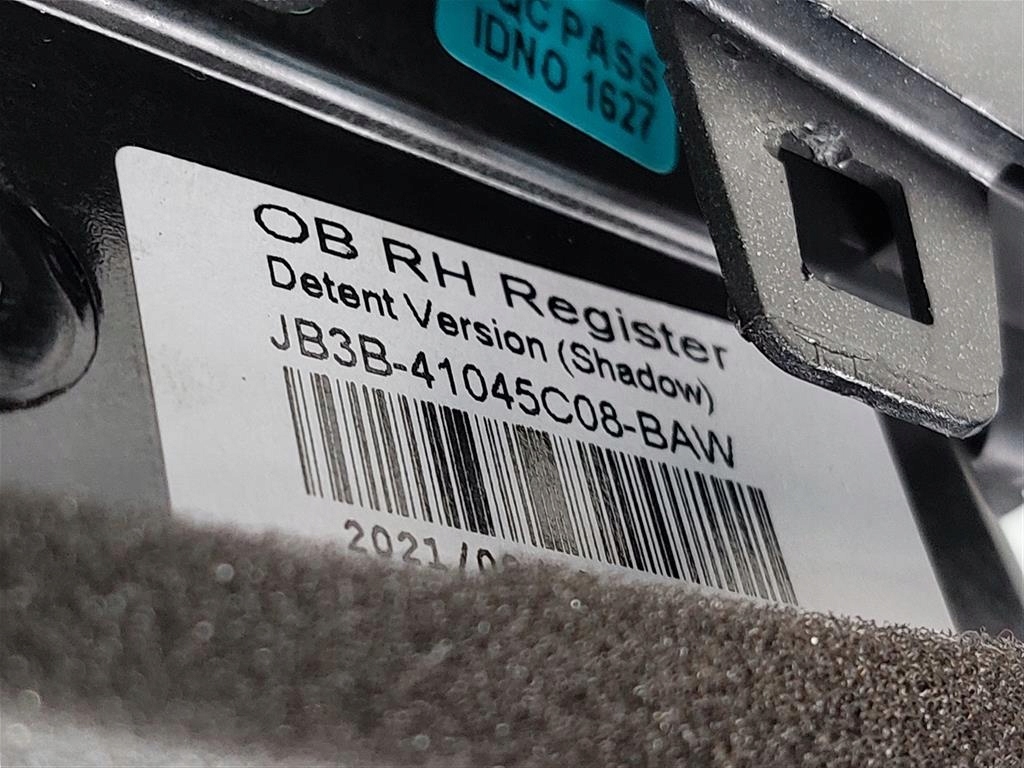 QC PASS
IDNO 1627
OB RH Register
Detent Version (Shadow)
JB3B-41045C08-BAW